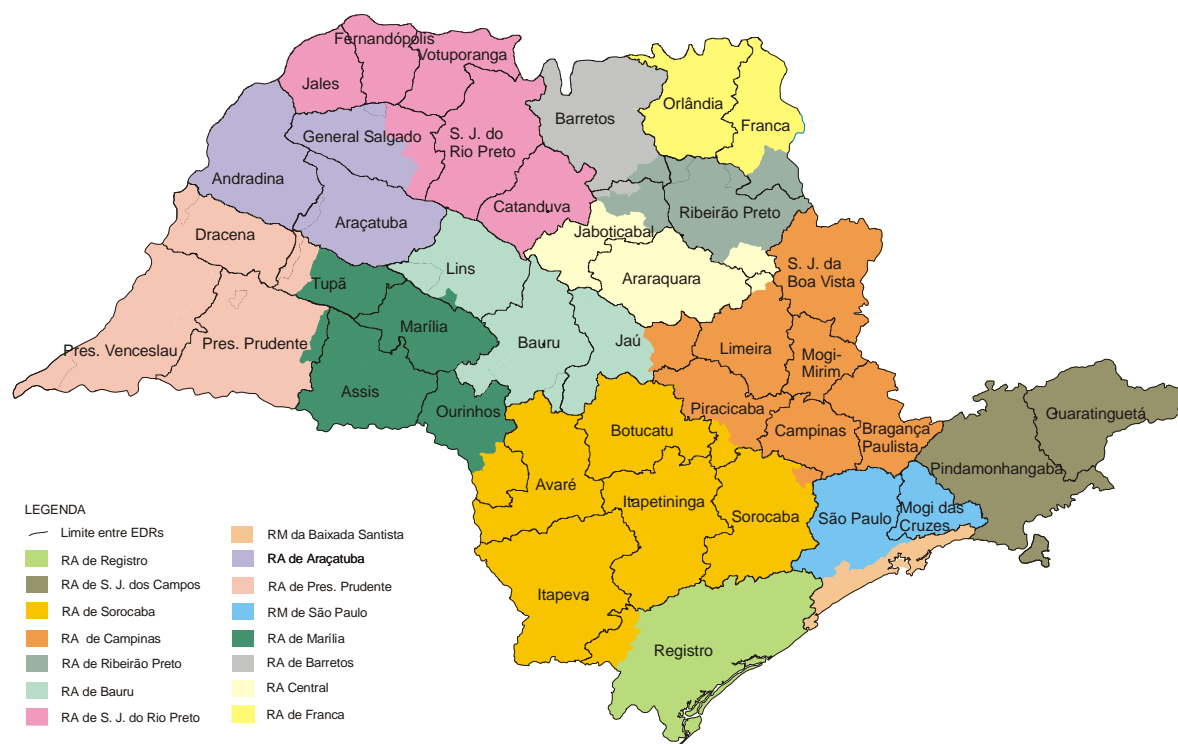 Fernandópolis
Votuporanga
Jales
Orlândia
Barretos
Franca
General Salgado
S. J. do
Rio Preto
Andradina
Catanduva
Ribeirão Preto
Araçatuba
Dracena
Jaboticabal
Lins
S. J. da
Boa Vista
Araraquara
Tupã
Marília
Pres. Venceslau
Pres. Prudente
Bauru
Jaú
Limeira
Mogi-
Mirim
Assis
Ourinhos
Piracicaba
Guaratinguetá
Botucatu
Campinas
Bragança
Paulista
Pindamonhangaba
Avaré
Itapetininga
Sorocaba
São Paulo
Mogi das
Cruzes
Itapeva
Registro
LEGENDA
Limite entre EDRs
RA de Registro
RA de S. J. dos Campos
RA de Sorocaba
RA de Campinas
RA de Ribeirão Preto
RA de Bauru
RA de S. J. do Rio Preto
RM da Baixada Santista
RA de Araçatuba
RA de Pres. Prudente
RM de São Paulo
RA de Marília
RA de Barretos
RA Central
RA de Franca